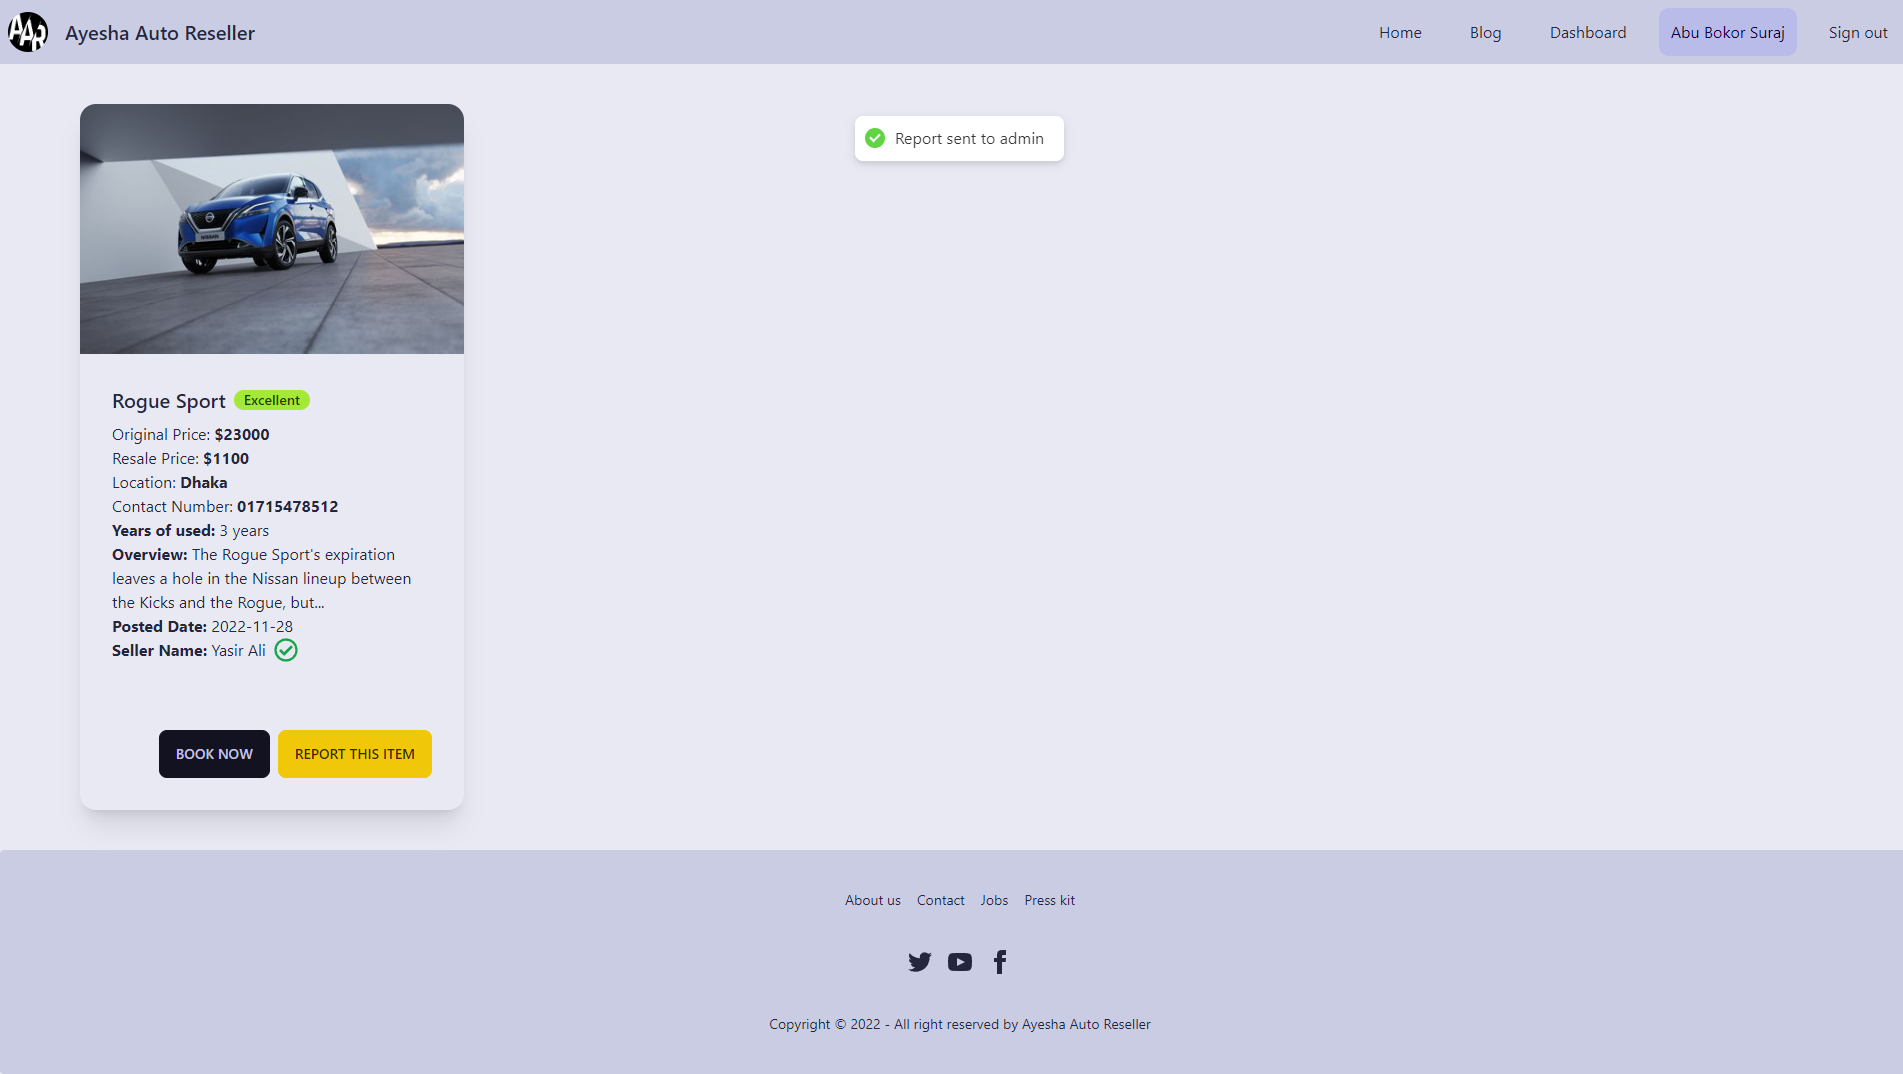 AAR
Ayesha Auto Reseller
Home
Blog
Dashboard
Abu Bokor Suraj
Sign out
Report sent to admin
NISSAN
Rogue Sport
Excellent
Original Price: $23000
Resale Price: $1100
Location: Dhaka
Contact Number: 01715478512
Years of used: 3 years
Overview: The Rogue Sport's expiration
leaves a hole in the Nissan lineup between
the Kicks and the Rogue, but...
Posted Date: 2022-11-28
Seller Name: Yasir Ali
BOOK NOW
REPORT THIS ITEM
About us
Contact
Jobs
Press kit
Copyright © 2022 - All right reserved by Ayesha Auto Reseller